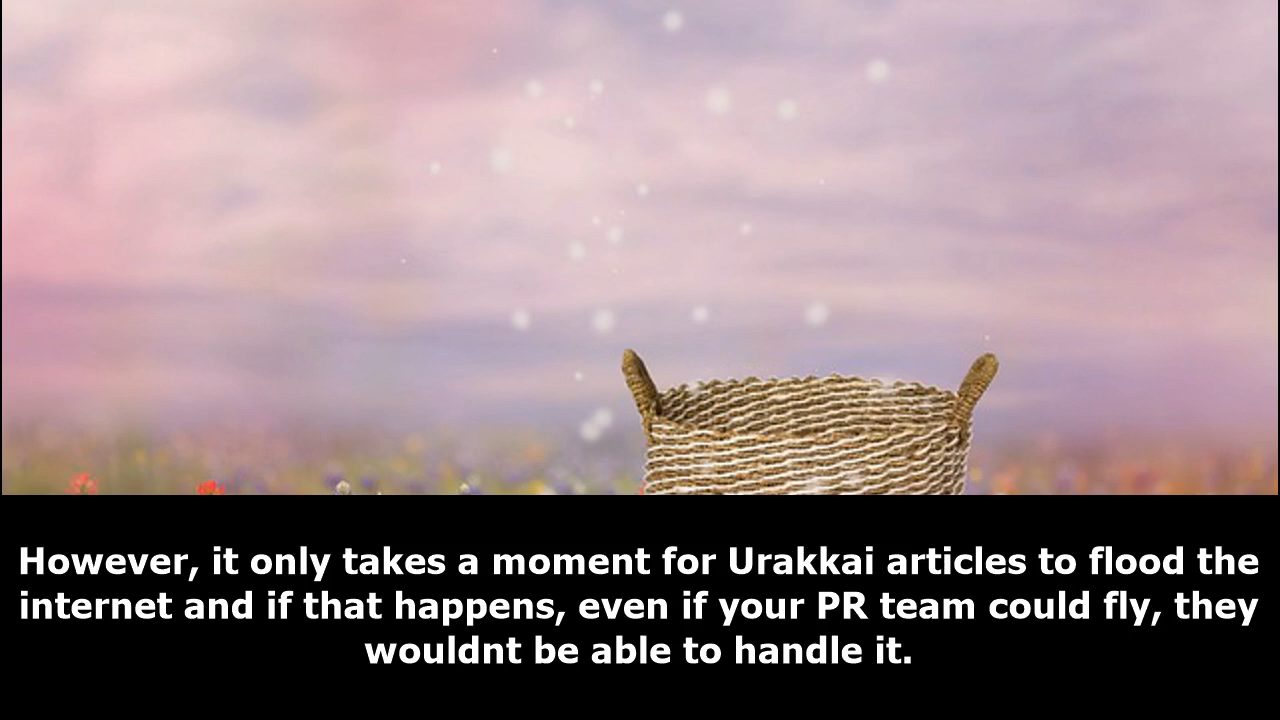 However, it only takes a moment for Urakkai articles to flood the
internet and if that happens, even if your PR team could fly, they
wouldnt be able to handle it.